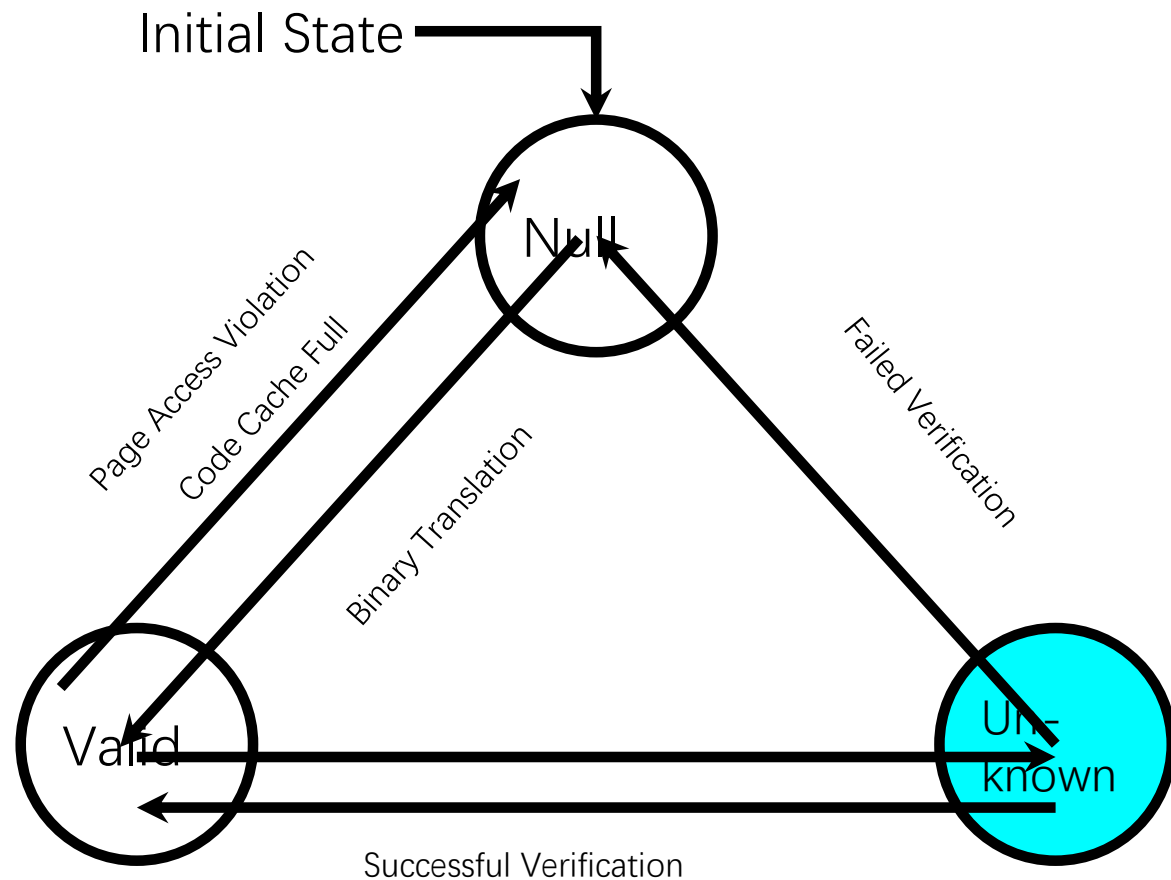 Initial State
Null
Page Access Violation
Code Cache Full
Binary Translation
Failed Verification
Valid
Un-
known
Successful Verification